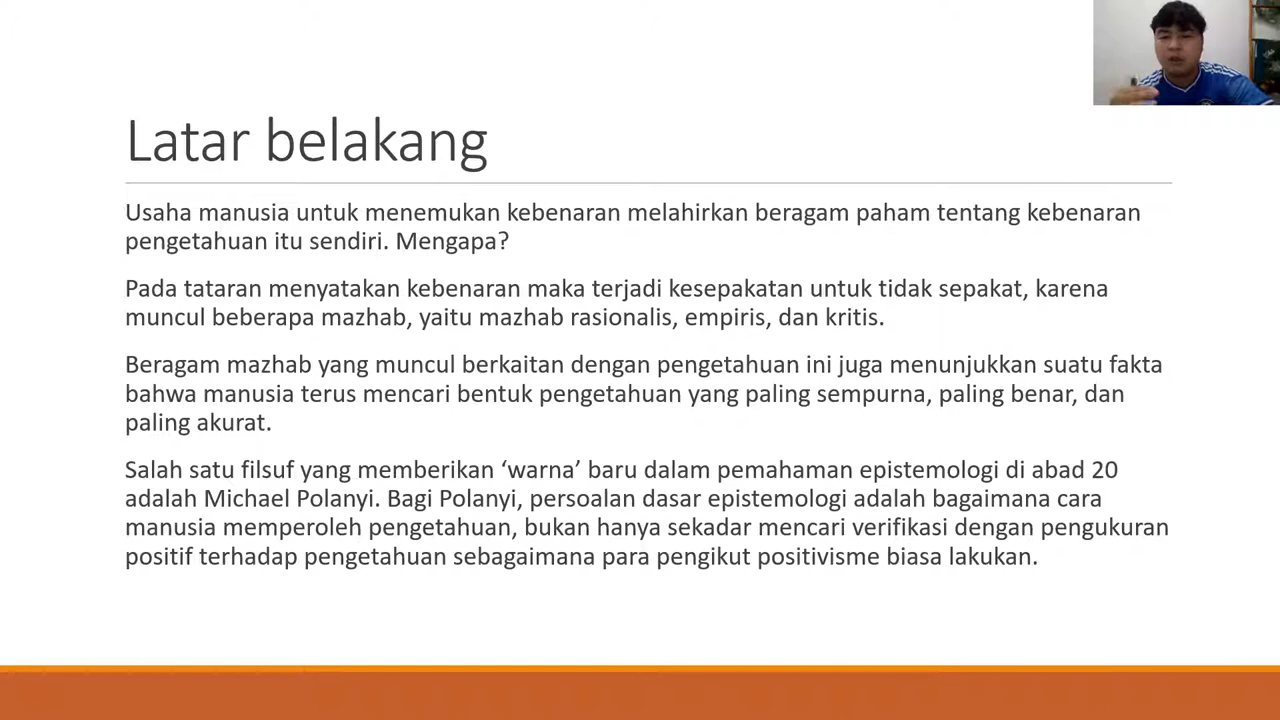 Latar belakang
Usaha manusia untuk menemukan kebenaran melahirkan beragam paham tentang kebenaran
pengetahuan itu sendiri. Mengapa?
Pada tataran menyatakan kebenaran maka terjadi kesepakatan untuk tidak sepakat, karena
muncul beberapa mazhab, yaitu mazhab rasionalis, empiris, dan kritis.
Beragam mazhab yang muncul berkaitan dengan pengetahuan ini juga menunjukkan suatu fakta
bahwa manusia terus mencari bentuk pengetahuan yang paling sempurna, paling benar, dan
paling akurat.
Salah satu filsuf yang memberikan ‘warna’ baru dalam pemahaman epistemologi di abad 20
adalah Michael Polanyi. Bagi Polanyi, persoalan dasar epistemologi adalah bagaimana cara
manusia memperoleh pengetahuan, bukan hanya sekadar mencari verifikasi dengan pengukuran
positif terhadap pengetahuan sebagaimana para pengikut positivisme biasa lakukan.